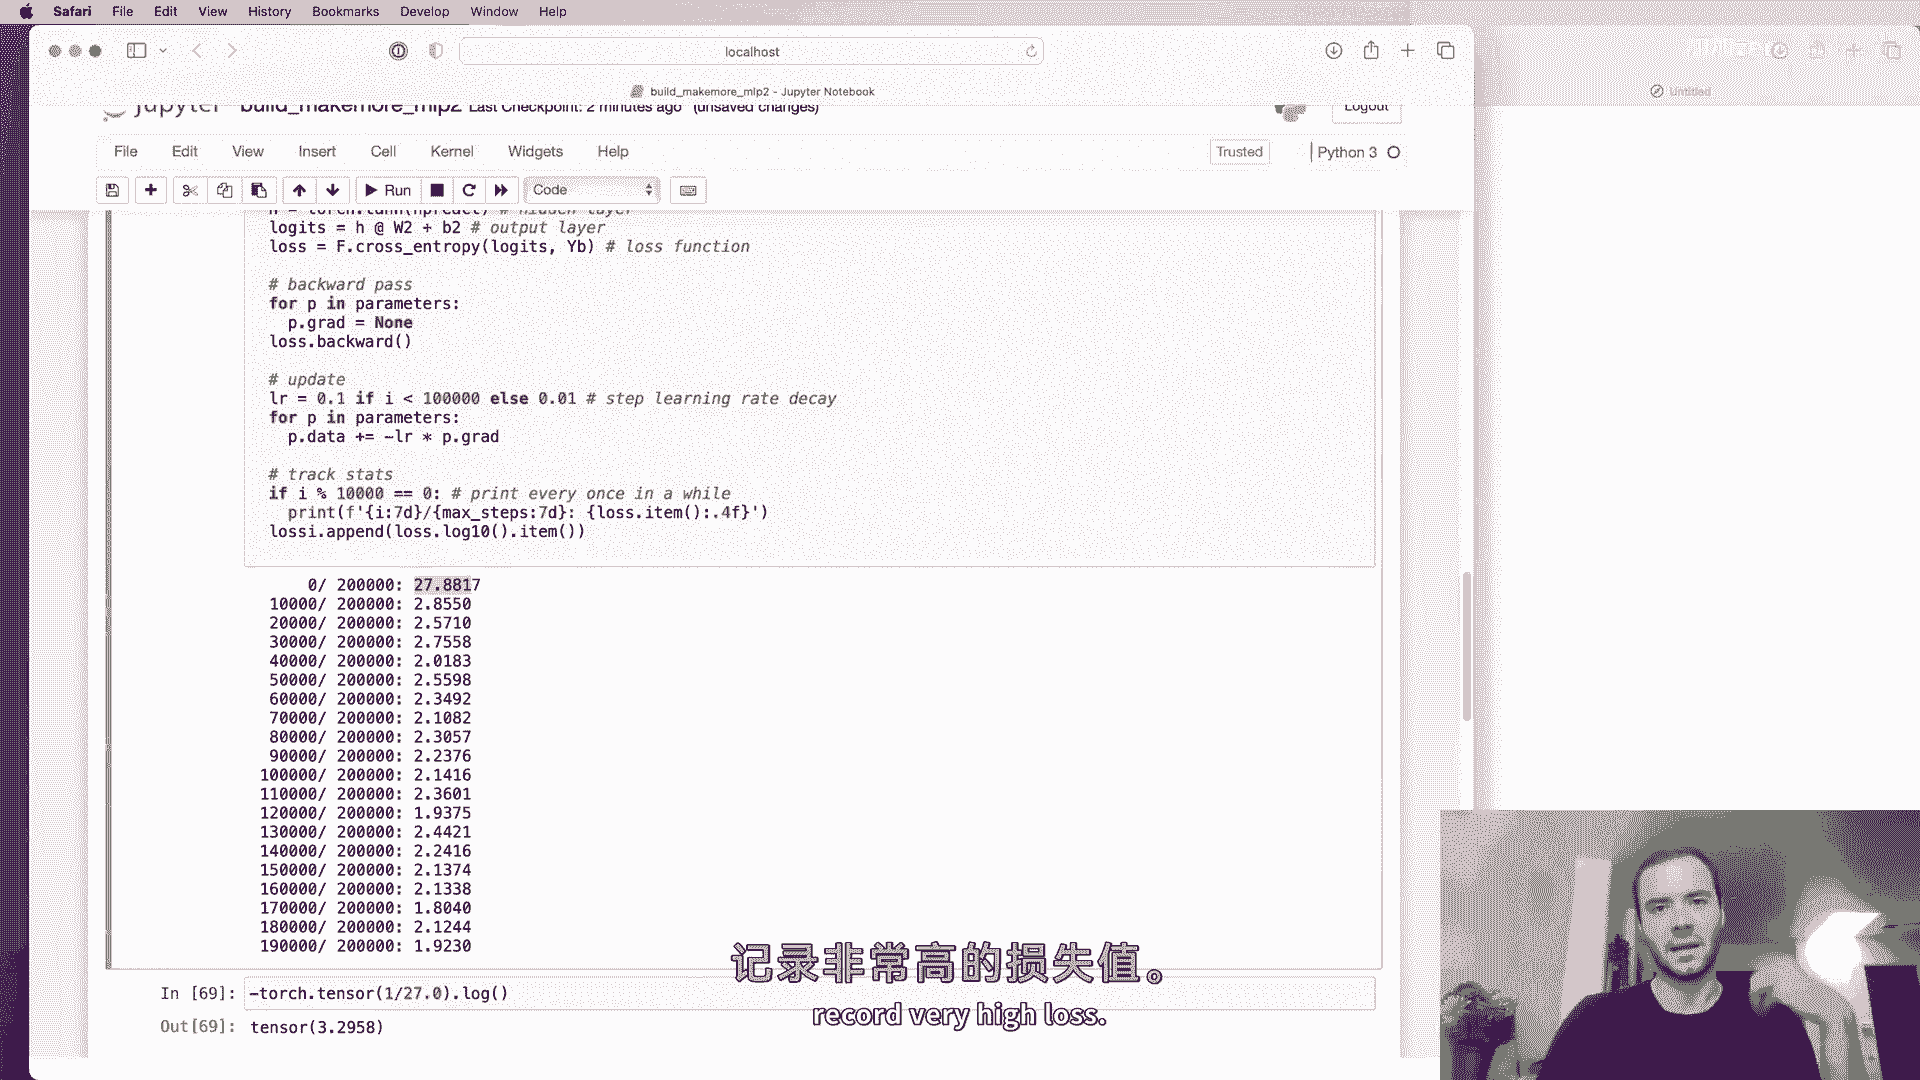 Safari File Edit View History Bookmarks Develop Window Help
localhost
build_makemore_mlp2 - Jupyter Notebook
Untitled
jupyter build_makemore_mlp2 Last Checkpoint: 2 minutes ago (unsaved changes)
Logout
File Edit View Insert Cell Kernel Widgets Help
Trusted
Python 3
Run
Code
h = torch.tanh(hpreact) # hidden layer
logits = h @ W2 + b2 # output layer
loss = F.cross_entropy(logits, Yb) # loss function
# backward pass
for p in parameters:
p.grad = None
loss.backward()
# update
lr = 0.1 if i < 100000 else 0.01 # step learning rate decay
for p in parameters:
p.data += -lr * p.grad
# track stats
if i % 10000 == 0: # print every once in a while
print(f'{i:7d}/{max_steps:7d}: {loss.item():.4f}')
lossi.append(loss.log10().item())
0/ 200000: 27.8817
10000/ 200000: 2.8550
20000/ 200000: 2.5710
30000/ 200000: 2.7558
40000/ 200000: 2.0183
50000/ 200000: 2.5598
60000/ 200000: 2.3492
70000/ 200000: 2.1082
80000/ 200000: 2.3057
90000/ 200000: 2.2376
100000/ 200000: 2.1416
110000/ 200000: 2.3601
120000/ 200000: 1.9375
130000/ 200000: 2.4421
140000/ 200000: 2.2416
150000/ 200000: 2.1374
160000/ 200000: 2.1338
170000/ 200000: 1.8040
180000/ 200000: 2.1244
190000/ 200000: 1.9230
In [69]: -torch.tensor(1/27.0).log()
Out[69]: tensor(3.2958)
记录非常高的损失值。
record very high loss.